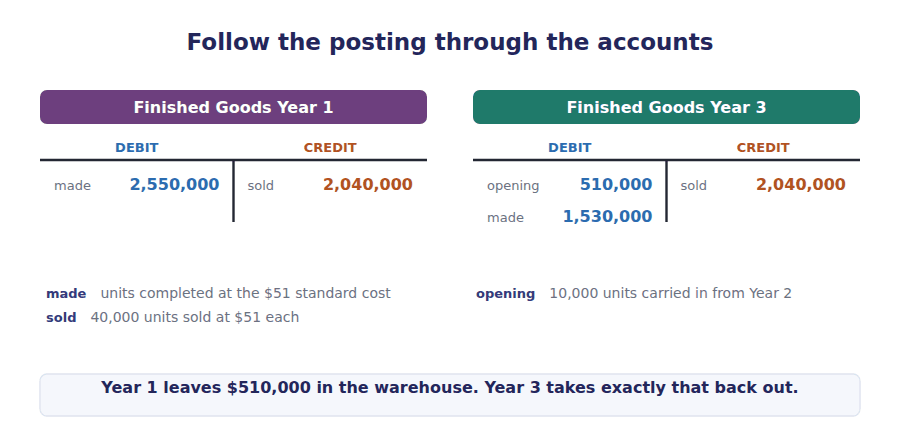 Follow the posting through the accounts
Finished Goods Year 1
DEBIT CREDIT
made 2,550,000 sold 2,040,000
Finished Goods Year 3
DEBIT CREDIT
opening 510,000 sold 2,040,000
made 1,530,000
made units completed at the $51 standard cost
sold 40,000 units sold at $51 each
opening 10,000 units carried in from Year 2
Year 1 leaves $510,000 in the warehouse. Year 3 takes exactly that back out.